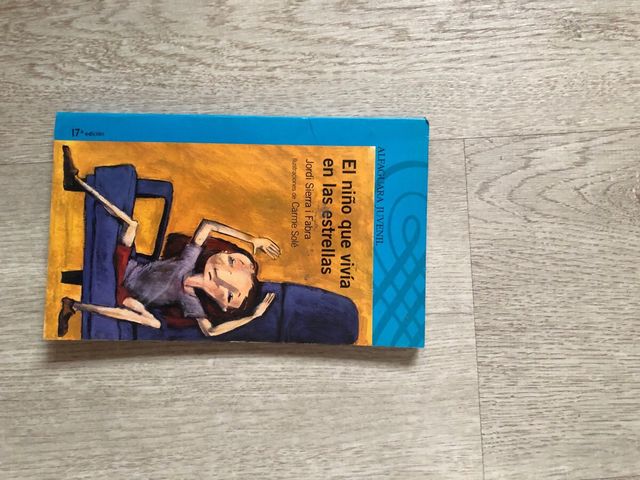 ALFAGUARA JUVENIL
El niño que vivía
en las estrellas
Jordi Sierra i Fabra
Ilustraciones de Carme Solé
17ª edición